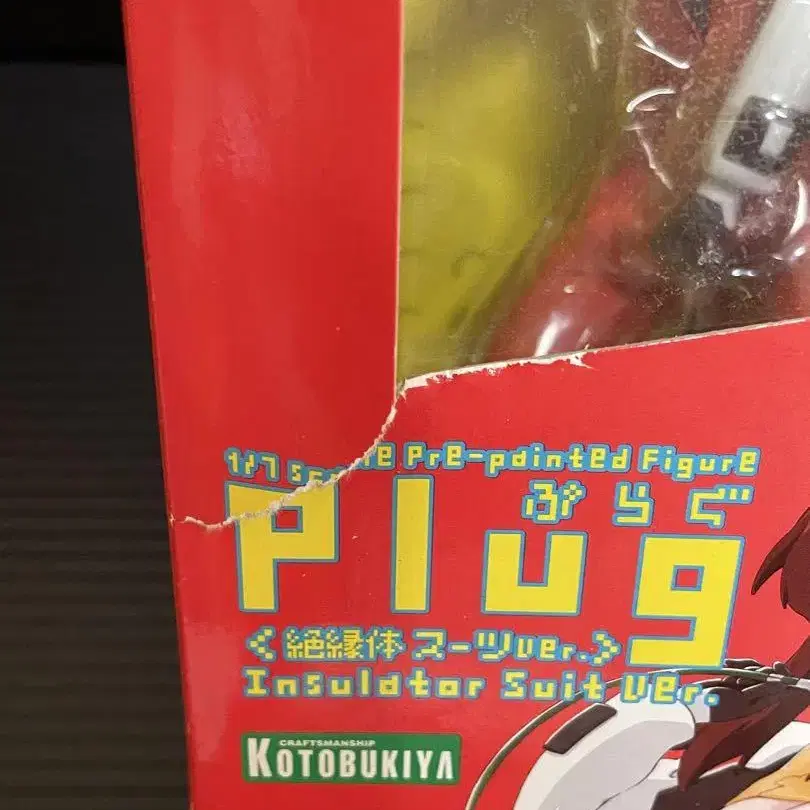 1/7 Scale Pre-painted Figure
ぷらぐ
Plug
<絶縁体スーツver.>
Insulator Suit Ver.
CRAFTSMANSHIP
KOTOBUKIYA